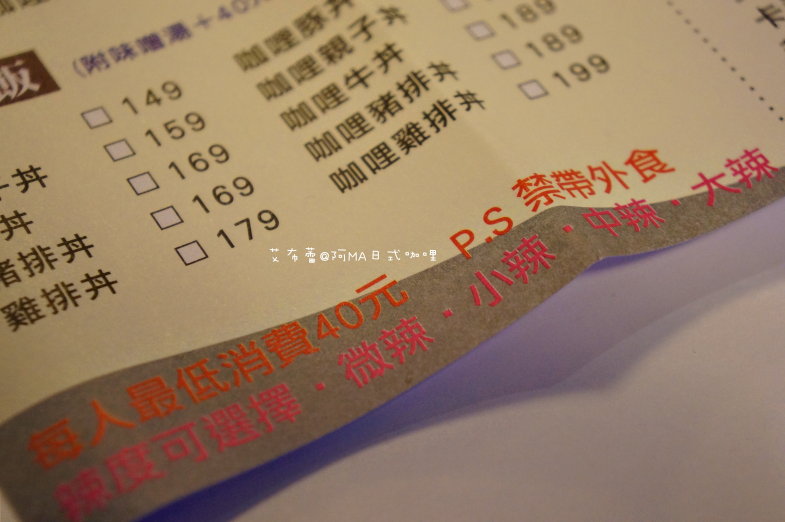 飯
(附味噌湯＋40
咖哩豚丼
咖哩親子丼
咖哩牛丼
咖哩豬排丼
咖哩雞排丼
189
189
199
149
159
169
169
179
丼
丼
豬排丼
雞排丼
艾布蕾@阿MA日式咖哩
每人最低消費40元 P.S 禁帶外食
辣度可選擇・微辣・小辣・中辣・大辣
卡